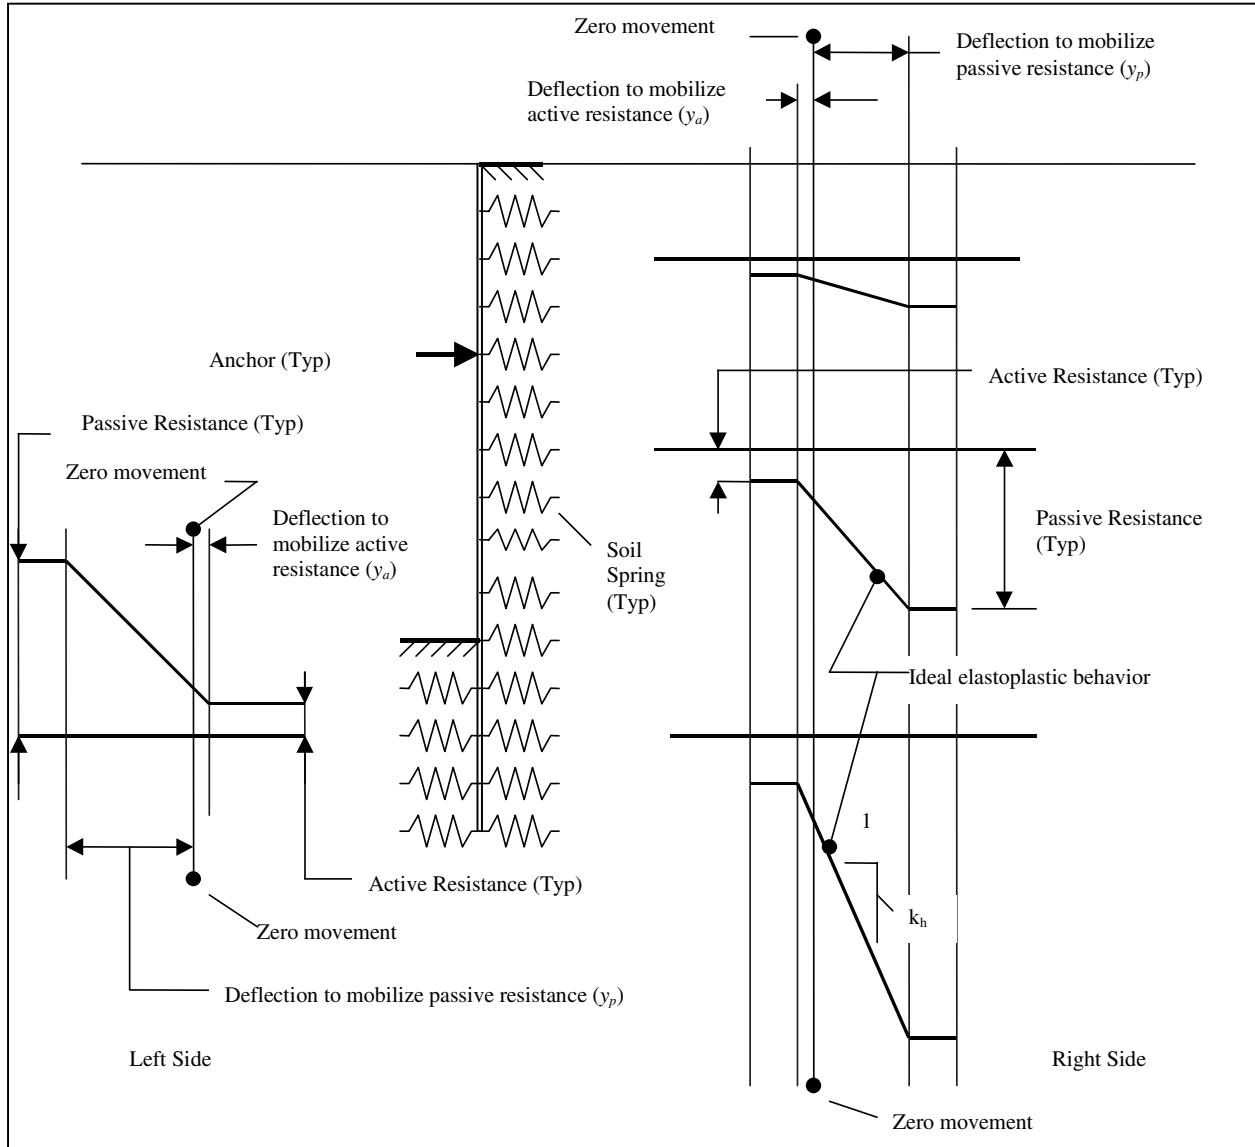 Zero movement
Deflection to mobilize
passive resistance (yp)
Deflection to mobilize
active resistance (ya)
Anchor (Typ)
Active Resistance (Typ)
Passive Resistance (Typ)
Zero movement
Deflection to
mobilize active
resistance (ya)
Soil
Spring
(Typ)
Passive Resistance
(Typ)
Ideal elastoplastic behavior
1
kh
Active Resistance (Typ)
Zero movement
Deflection to mobilize passive resistance (yp)
Left Side
Right Side
Zero movement